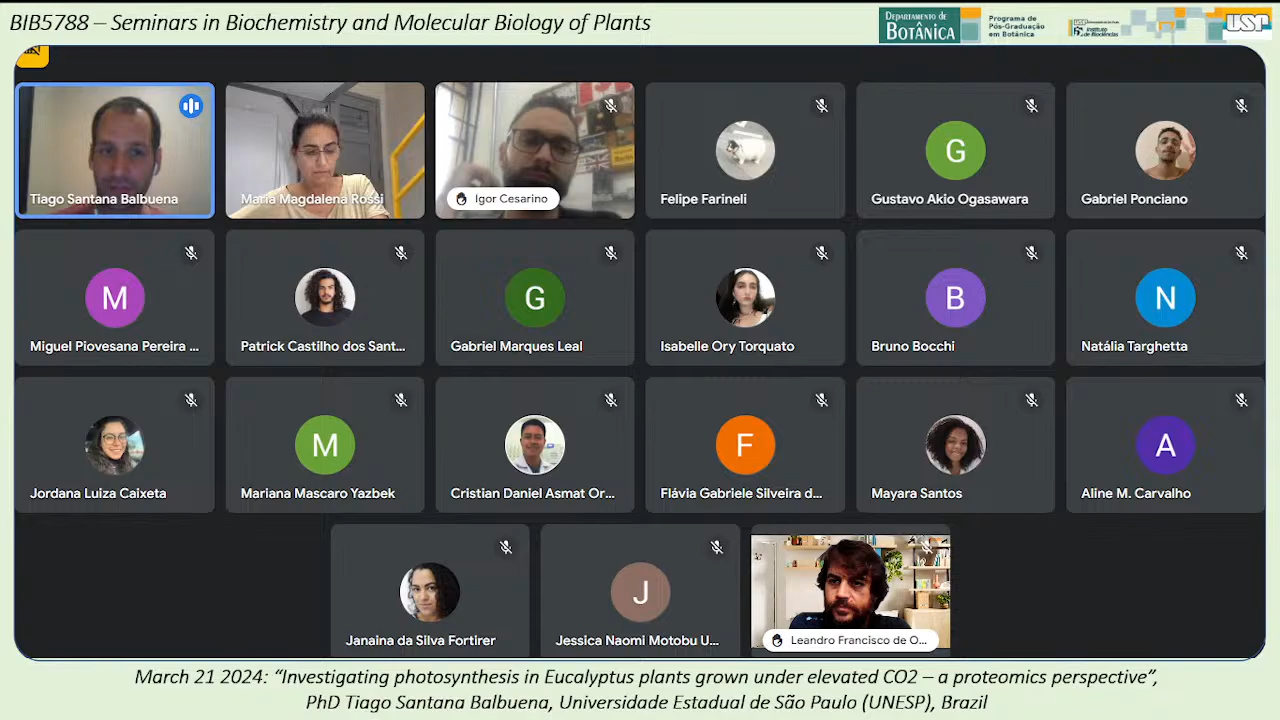 BIB5788 – Seminars in Biochemistry and Molecular Biology of Plants
DEPARTAMENTO DE
BOTÂNICA
Programa de
Pós-Graduação
em Botânica
USP
Tiago Santana Balbuena
Maria Magdalena Rossi
Igor Cesarino
Felipe Farineli
G
Gustavo Akio Ogasawara
Gabriel Ponciano
M
Miguel Piovesana Pereira ...
Patrick Castilho dos Sant...
G
Gabriel Marques Leal
Isabelle Ory Torquato
B
Bruno Bocchi
N
Natália Targhetta
Jordana Luiza Caixeta
M
Mariana Mascaro Yazbek
Cristian Daniel Asmat Or...
F
Flávia Gabriele Silveira d...
Mayara Santos
A
Aline M. Carvalho
Janaina da Silva Fortirer
J
Jessica Naomi Motobu U...
Leandro Francisco de O...
March 21 2024: “Investigating photosynthesis in Eucalyptus plants grown under elevated CO2 – a proteomics perspective”,
PhD Tiago Santana Balbuena, Universidade Estadual de São Paulo (UNESP), Brazil